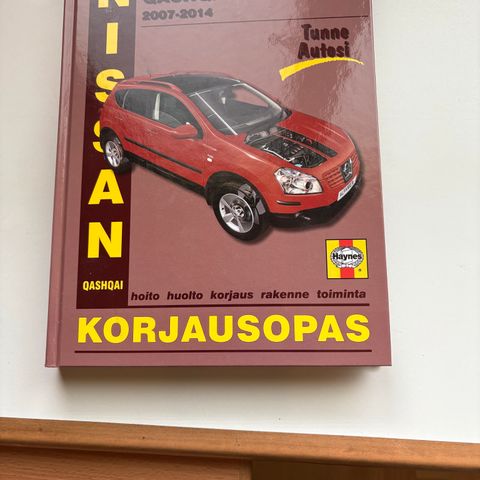 2007-2014
Tunne
Autosi
NISSAN
QASHQAI
Haynes
hoito huolto korjaus rakenne toiminta
KORJAUSOPAS